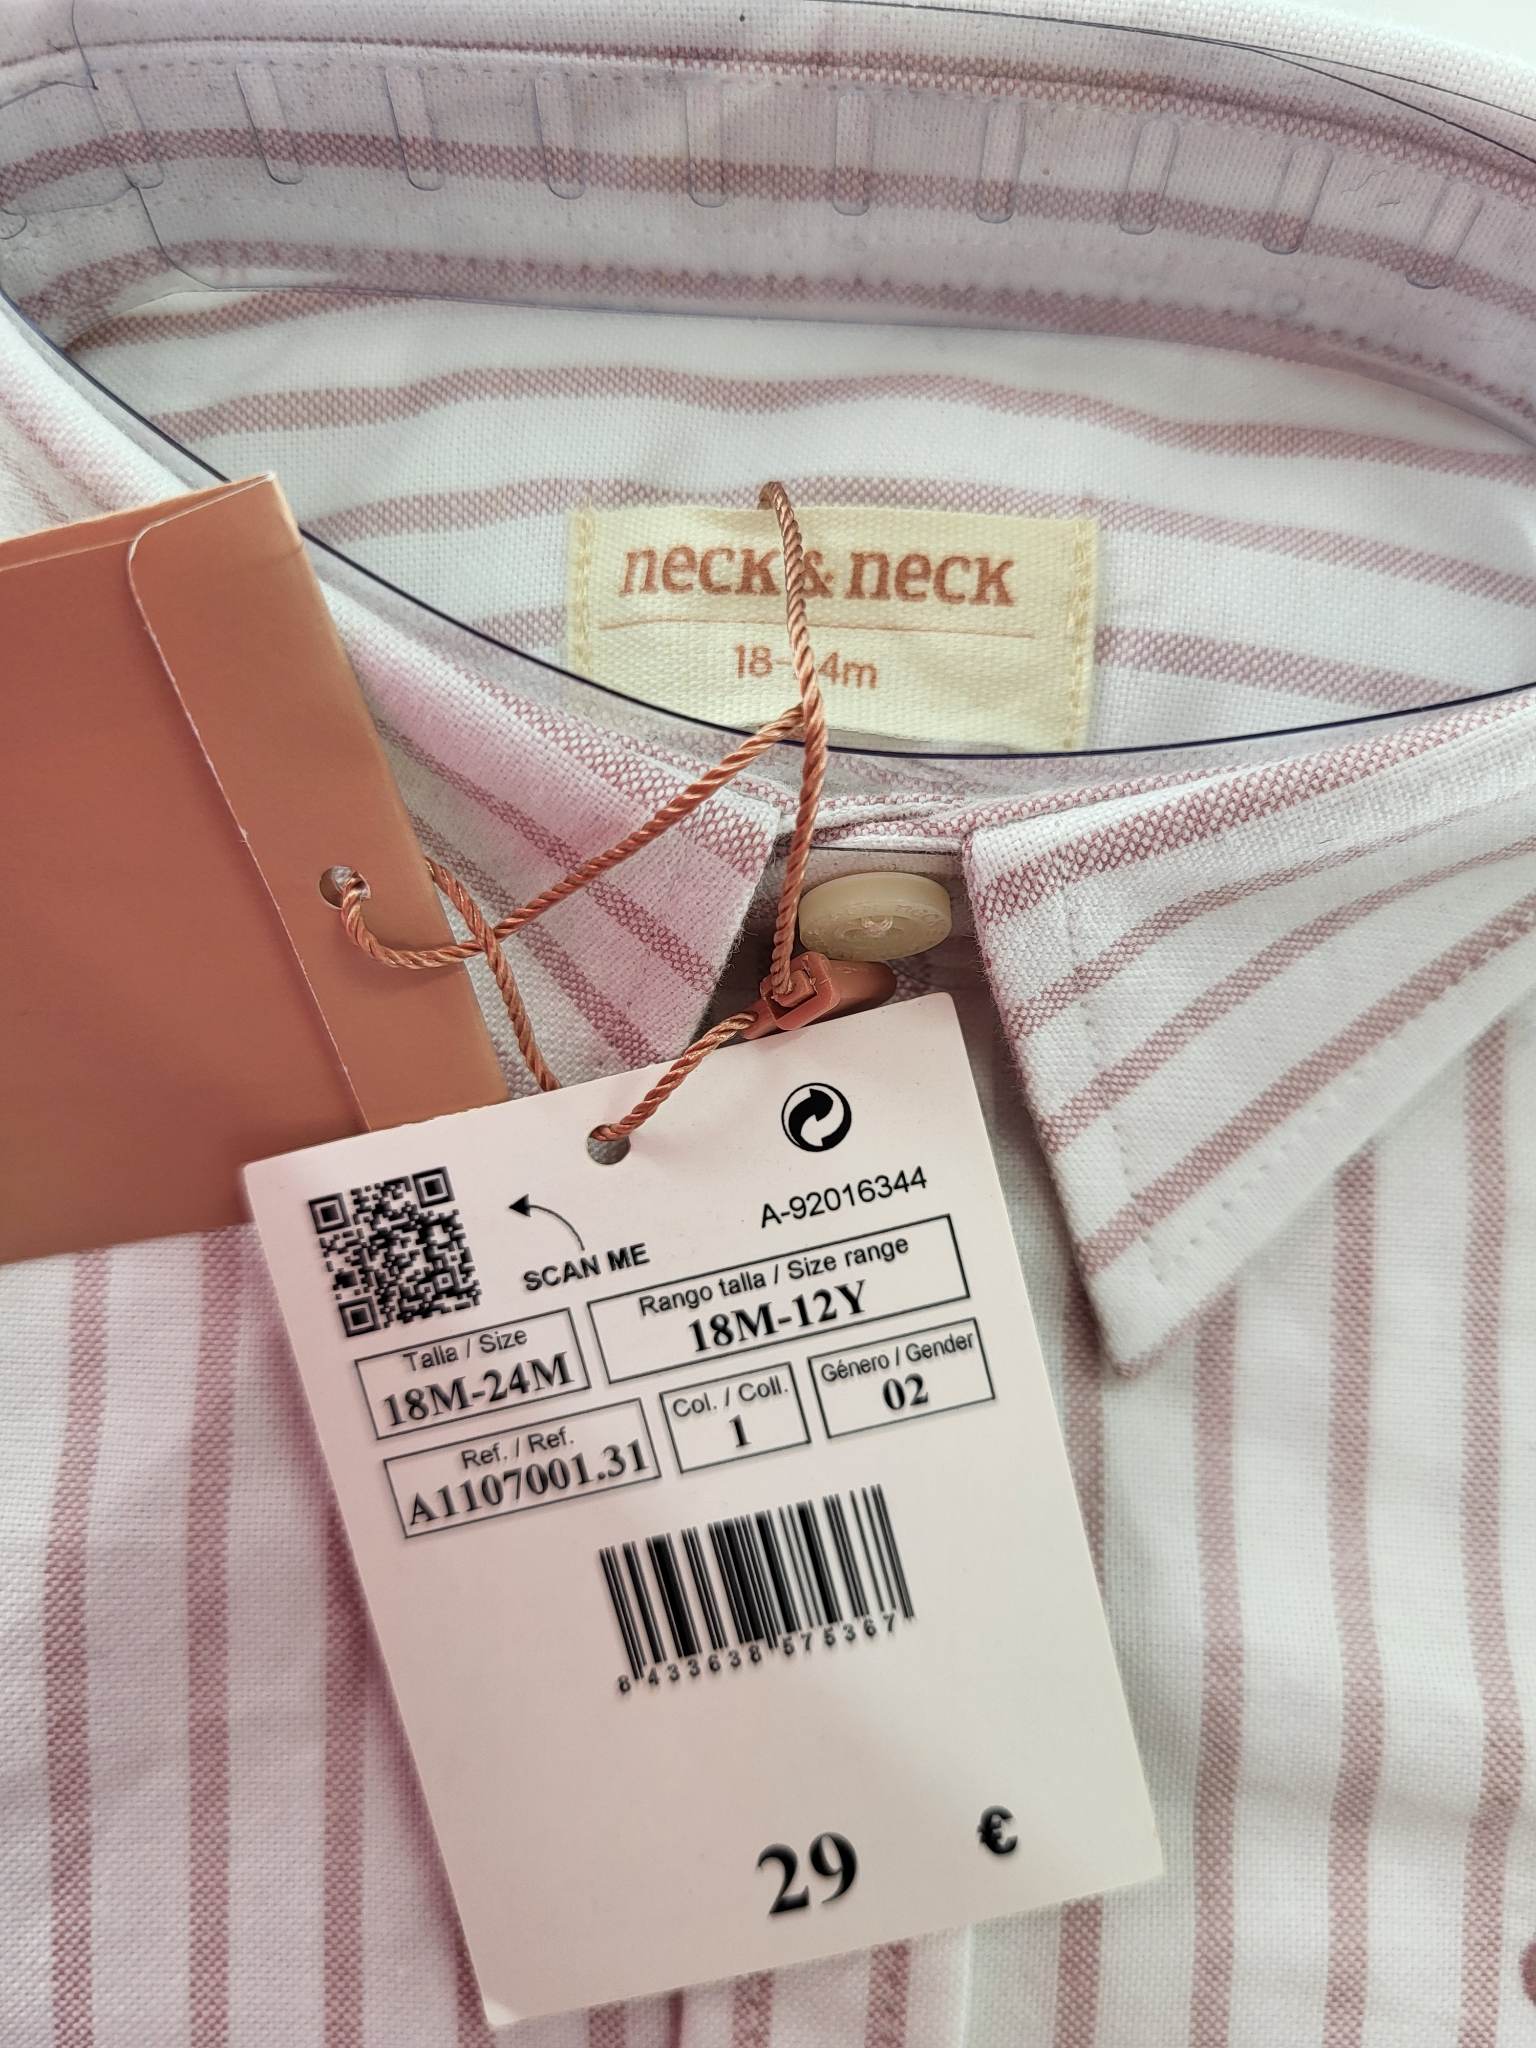 neck & neck
18-24m
A-92016344
SCAN ME
Talla / Size
18M-24M
Rango talla / Size range
18M-12Y
Ref. / Ref.
A1107001.31
Col. / Coll.
1
Género / Gender
02
8433638575367
29 €